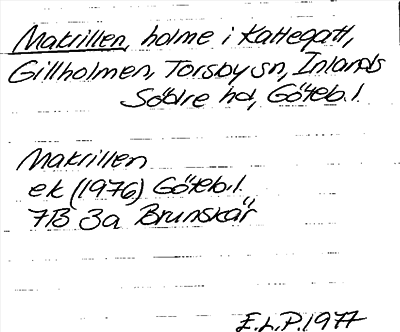 Makrillen, holme i Kattegatt,
Gillholmen, Torsby sn, Inlands
Södre hd, Göteb. l.
Makrillen
ek (1976) Göteb. l.
7B 3a Brunskär
E.L.P. 1977